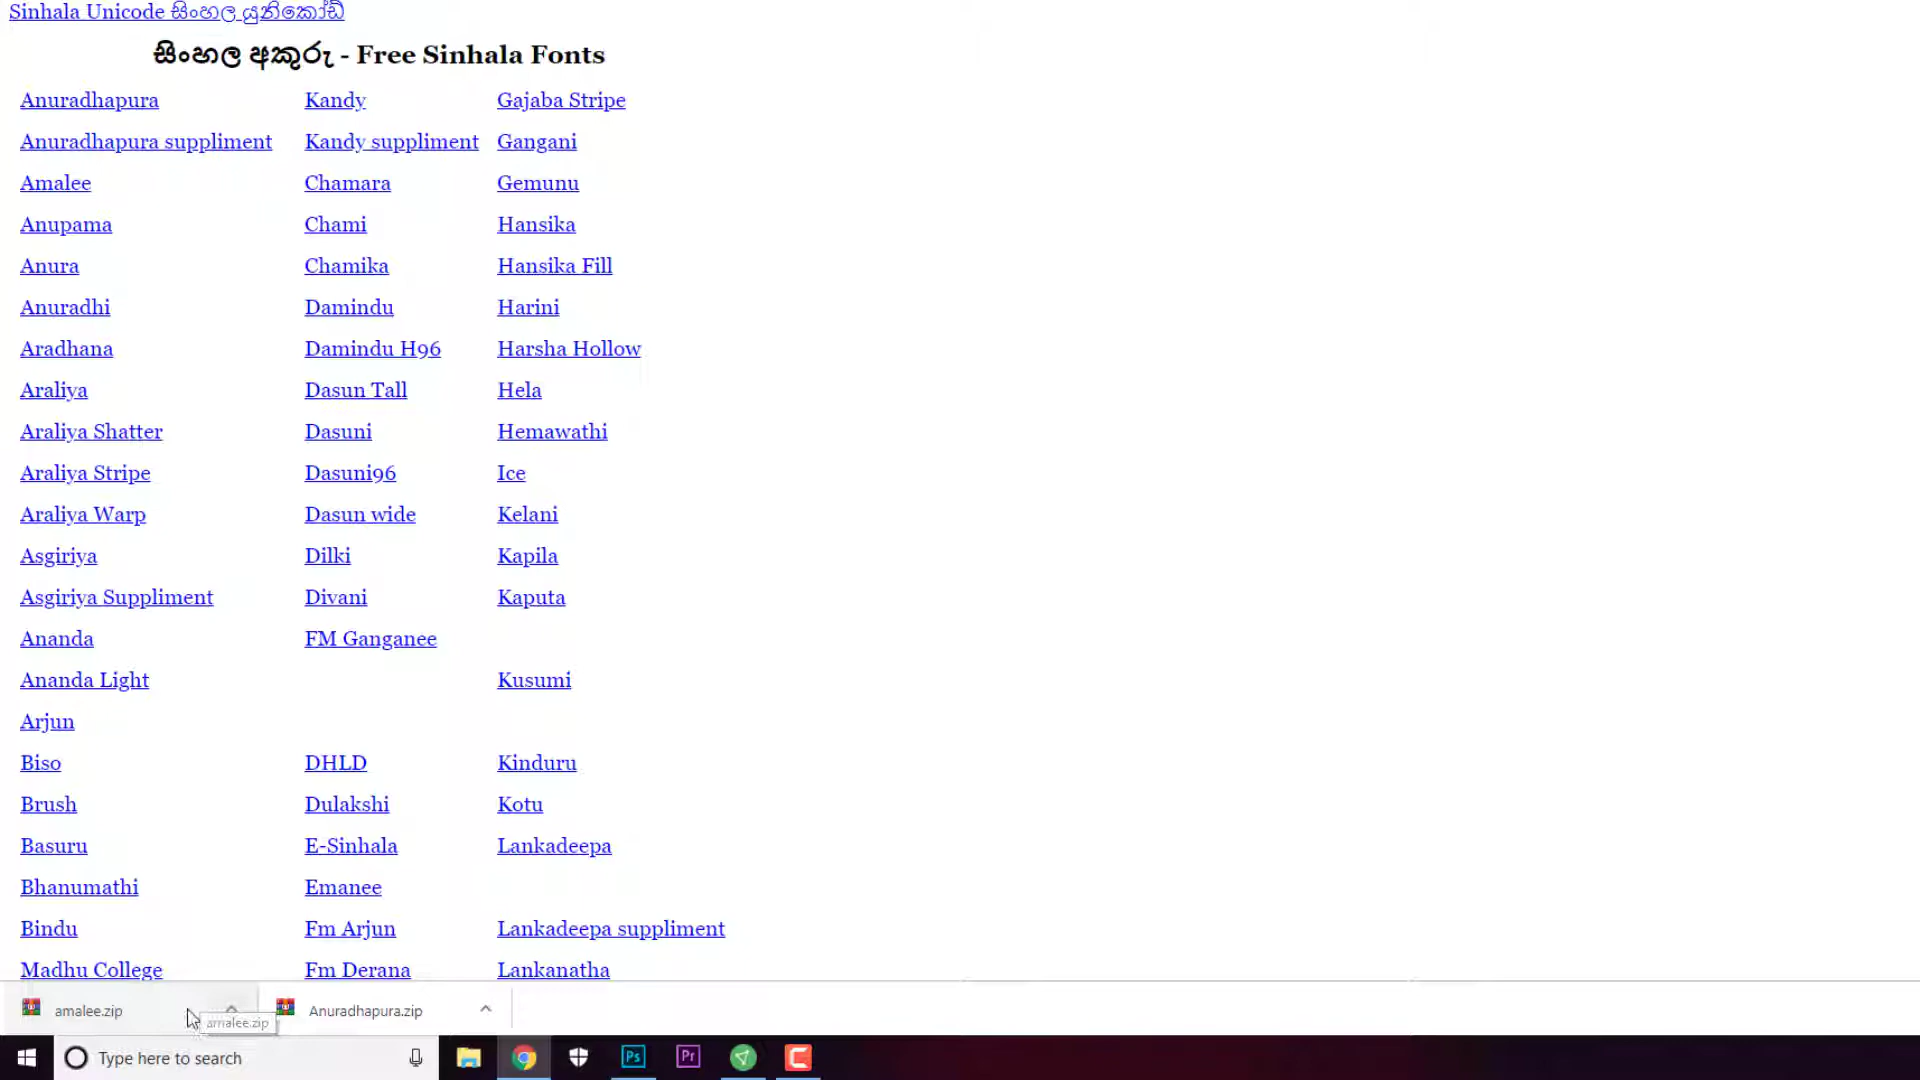 Sinhala Unicode සිංහල යුනිකෝඩ්
සිංහල අකුරු - Free Sinhala Fonts
Anuradhapura Kandy Gajaba Stripe
Anuradhapura suppliment Kandy suppliment Gangani
Amalee Chamara Gemunu
Anupama Chami Hansika
Anura Chamika Hansika Fill
Anuradhi Damindu Harini
Aradhana Damindu H96 Harsha Hollow
Araliya Dasun Tall Hela
Araliya Shatter Dasuni Hemawathi
Araliya Stripe Dasuni96 Ice
Araliya Warp Dasun wide Kelani
Asgiriya Dilki Kapila
Asgiriya Suppliment Divani Kaputa
Ananda FM Ganganee
Ananda Light Kusumi
Arjun
Biso DHLD Kinduru
Brush Dulakshi Kotu
Basuru E-Sinhala Lankadeepa
Bhanumathi Emanee
Bindu Fm Arjun Lankadeepa suppliment
Madhu College Fm Derana Lankanatha
amalee.zip Anuradhapura.zip
amalee.zip
Type here to search Ps Pr